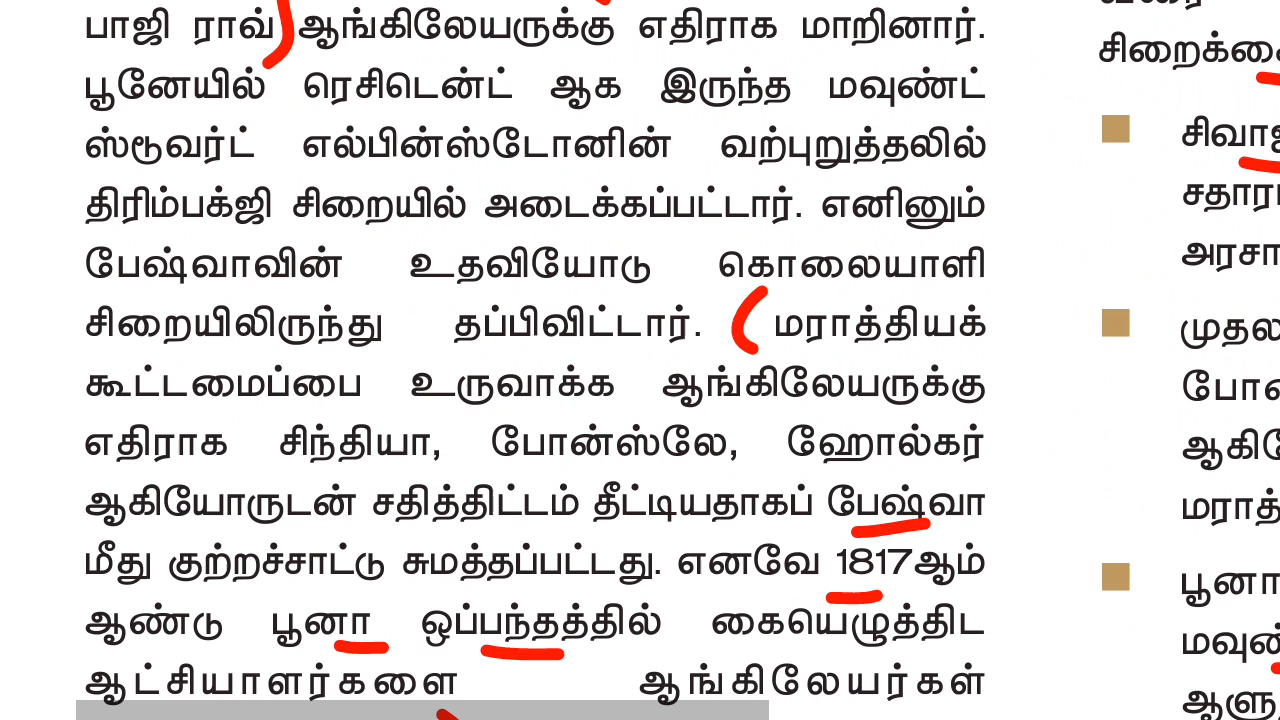 பாஜி ராவ் ஆங்கிலேயருக்கு எதிராக மாறினார்.
பூனேயில் ரெசிடென்ட் ஆக இருந்த மவுண்ட்
ஸ்டூவர்ட் எல்பின்ஸ்டோனின் வற்புறுத்தலில்
திரிம்பக்ஜி சிறையில் அடைக்கப்பட்டார். எனினும்
பேஷ்வாவின் உதவியோடு கொலையாளி
சிறையிலிருந்து தப்பிவிட்டார். மராத்தியக்
கூட்டமைப்பை உருவாக்க ஆங்கிலேயருக்கு
எதிராக சிந்தியா, போன்ஸ்லே, ஹோல்கர்
ஆகியோருடன் சதித்திட்டம் தீட்டியதாகப் பேஷ்வா
மீது குற்றச்சாட்டு சுமத்தப்பட்டது. எனவே 1817ஆம்
ஆண்டு பூனா ஒப்பந்தத்தில் கையெழுத்திட
ஆட்சியாளர்களை ஆங்கிலேயர்கள்
சிறைக்கை
சிவாஜ
சதாரா
அரசா
முதல
போ
ஆகி
மராத்
பூனா
மவுண்
ஆளு